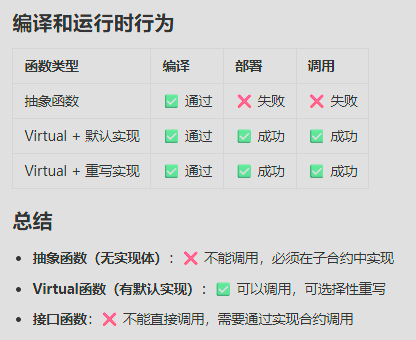 编译和运行时行为
函数类型 编译 部署 调用
抽象函数 ✅ 通过 ❌ 失败 ❌ 失败
Virtual + 默认实现 ✅ 通过 ✅ 成功 ✅ 成功
Virtual + 重写实现 ✅ 通过 ✅ 成功 ✅ 成功
总结
• 抽象函数（无实现体）：❌ 不能调用，必须在子合约中实现
• Virtual函数（有默认实现）：✅ 可以调用，可选择性重写
• 接口函数：❌ 不能直接调用，需要通过实现合约调用